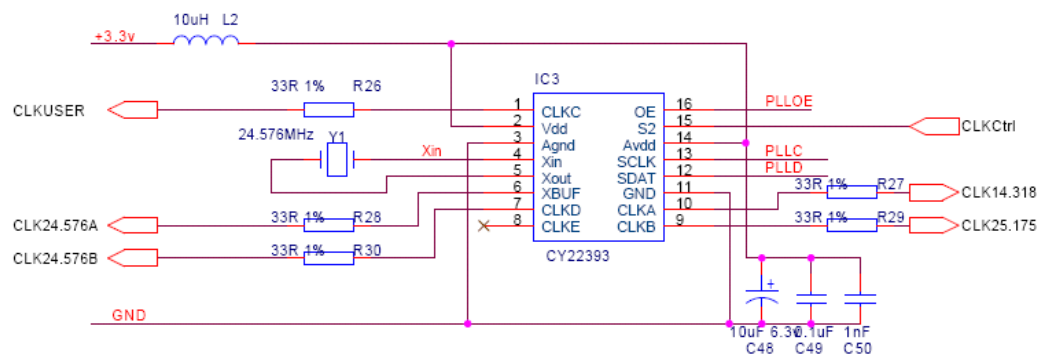 10uH L2
+3.3v
IC3
33R 1% R26
CLKUSER
1 CLKC OE 16 PLLOE
2 Vdd S2 15 CLKCtrl
24.576MHz Y1
3 Agnd Avdd 14
Xin 4 Xin SCLK 13 PLLC
5 Xout SDAT 12 PLLD
6 XBUF GND 11 33R 1% R27
CLK14.318
7 CLKD CLKA 10
33R 1% R28
CLK24.576A
8 CLKE CLKB 9 33R 1% R29
CLK25.175
33R 1% R30
CLK24.576B
CY22393
+
GND
10uF 6.3v 0.1uF 1nF
C48 C49 C50